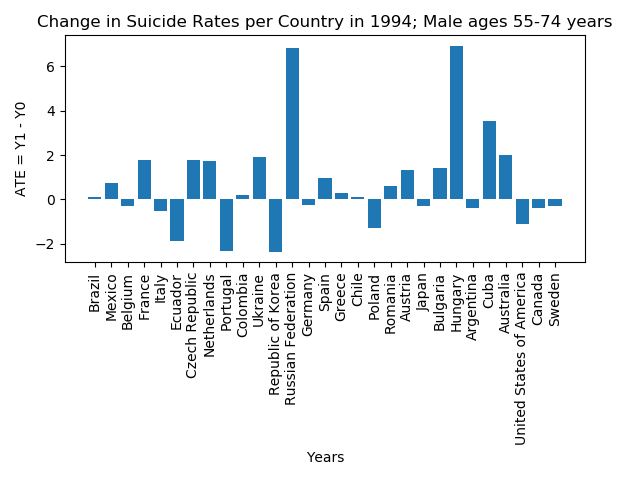 Change in Suicide Rates per Country in 1994; Male ages 55-74 years
ATE = Y1 - Y0
6
4
2
0
−2
Brazil
Mexico
Belgium
France
Italy
Ecuador
Czech Republic
Netherlands
Portugal
Colombia
Ukraine
Republic of Korea
Russian Federation
Germany
Spain
Greece
Chile
Poland
Romania
Austria
Japan
Bulgaria
Hungary
Argentina
Cuba
Australia
United States of America
Canada
Sweden
Years